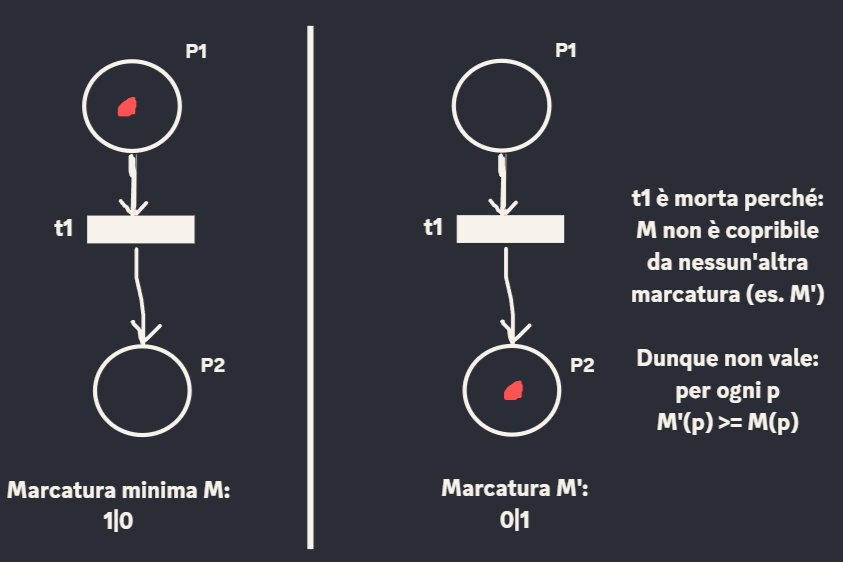 P1
t1
P2
Marcatura minima M:
1|0
P1
t1
P2
Marcatura M':
0|1
t1 è morta perché:
M non è copribile
da nessun'altra
marcatura (es. M')
Dunque non vale:
per ogni p
M'(p) >= M(p)